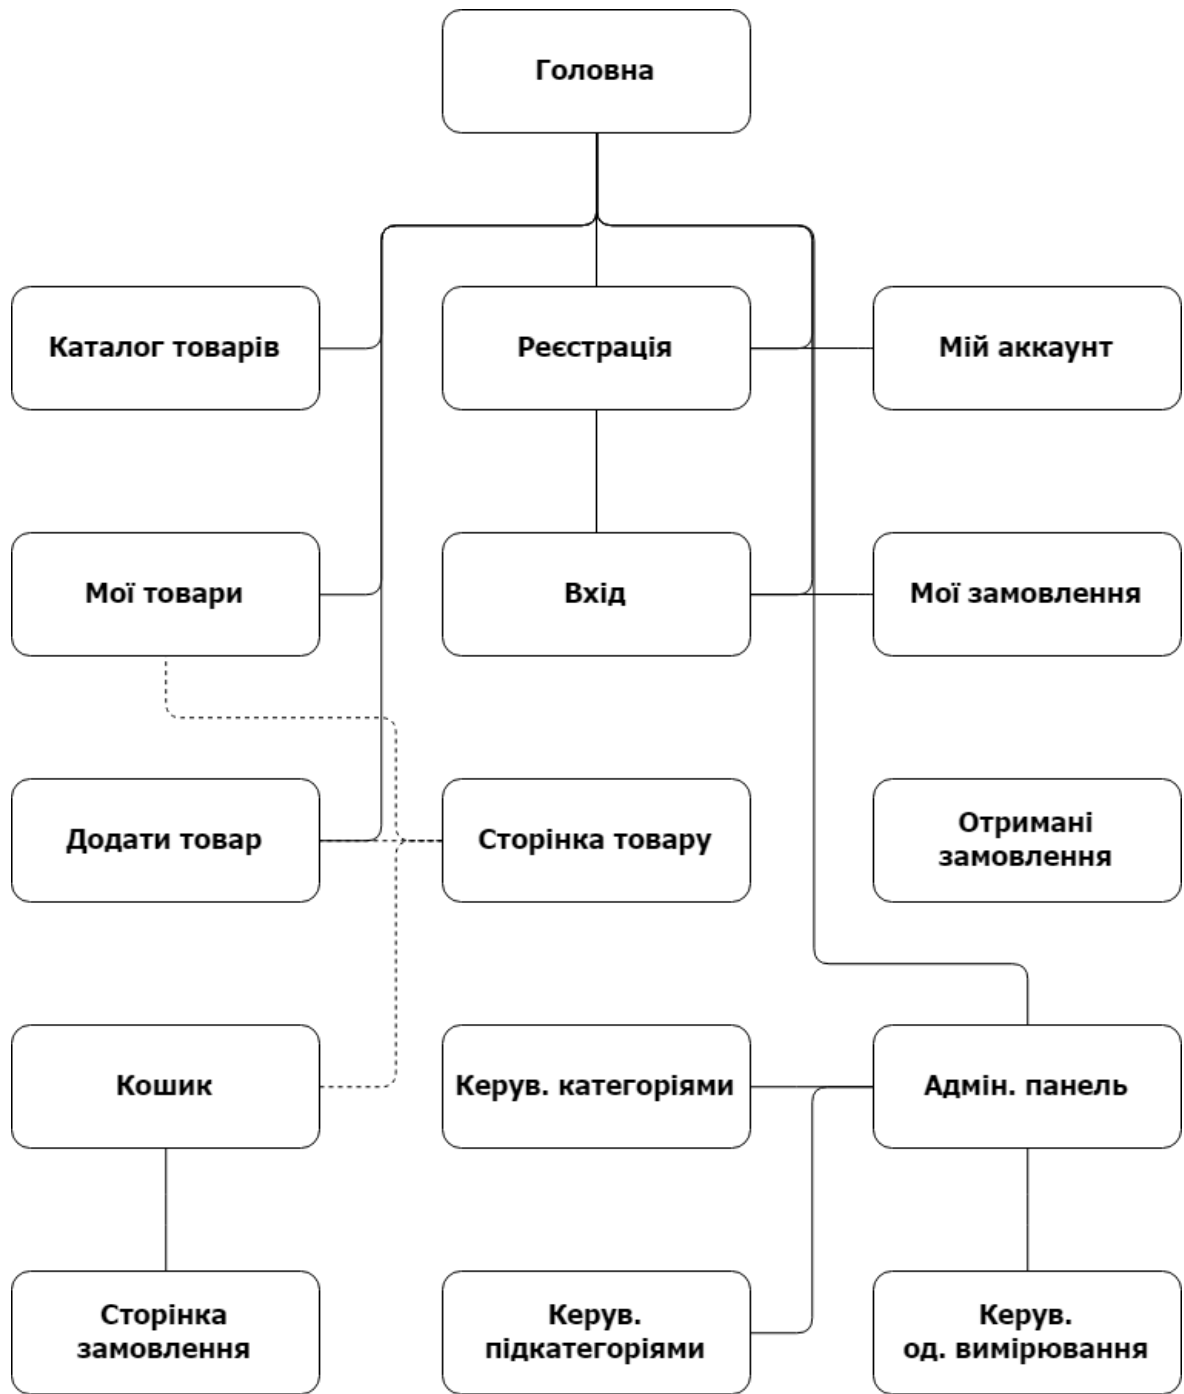 Головна
Каталог товарів
Реєстрація
Мій аккаунт
Мої товари
Вхід
Мої замовлення
Додати товар
Сторінка товару
Отримані
замовлення
Кошик
Керув. категоріями
Адмін. панель
Сторінка
замовлення
Керув.
підкатегоріями
Керув.
од. вимірювання